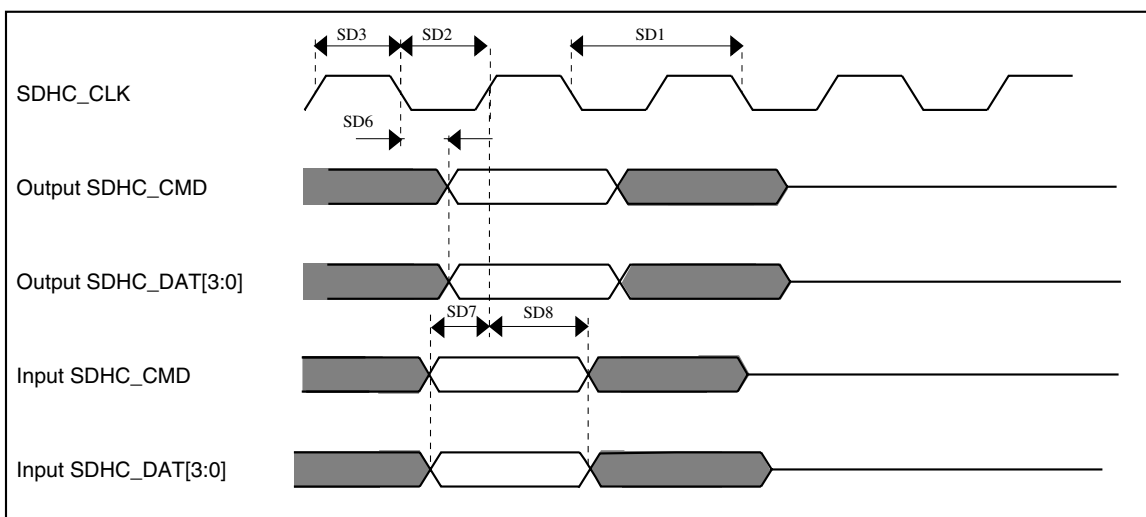 SD3 SD2 SD1
SDHC_CLK
SD6
Output SDHC_CMD
Output SDHC_DAT[3:0]
SD7 SD8
Input SDHC_CMD
Input SDHC_DAT[3:0]